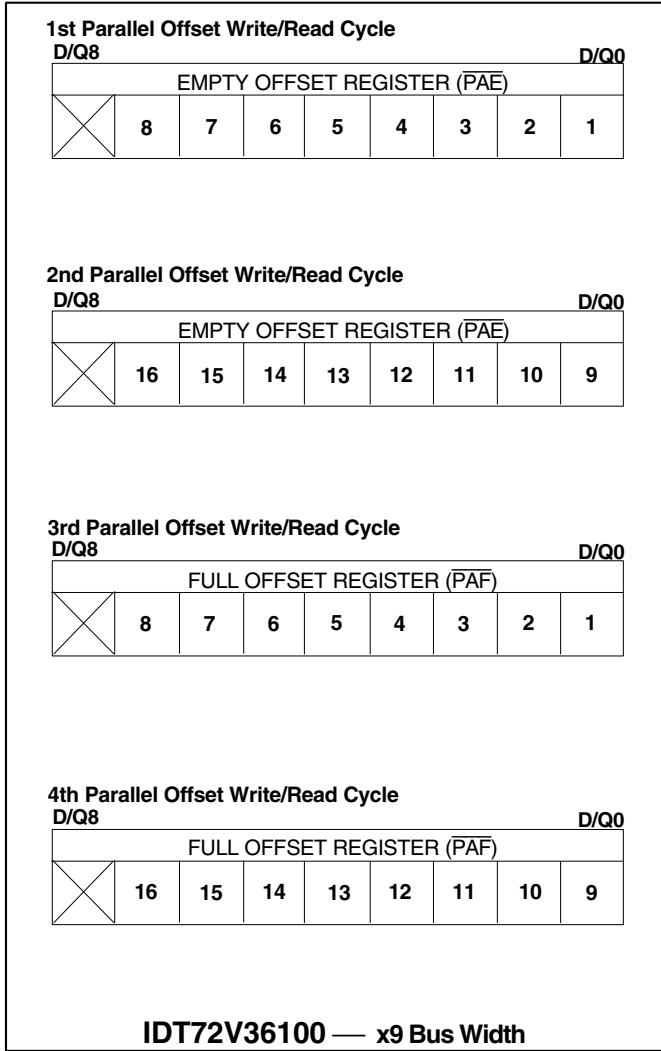 1st Parallel Offset Write/Read Cycle
D/Q8 D/Q0
EMPTY OFFSET REGISTER (P̅A̅E̅)
8 7 6 5 4 3 2 1
2nd Parallel Offset Write/Read Cycle
D/Q8 D/Q0
EMPTY OFFSET REGISTER (P̅A̅E̅)
16 15 14 13 12 11 10 9
3rd Parallel Offset Write/Read Cycle
D/Q8 D/Q0
FULL OFFSET REGISTER (P̅A̅F̅)
8 7 6 5 4 3 2 1
4th Parallel Offset Write/Read Cycle
D/Q8 D/Q0
FULL OFFSET REGISTER (P̅A̅F̅)
16 15 14 13 12 11 10 9
IDT72V36100 — x9 Bus Width